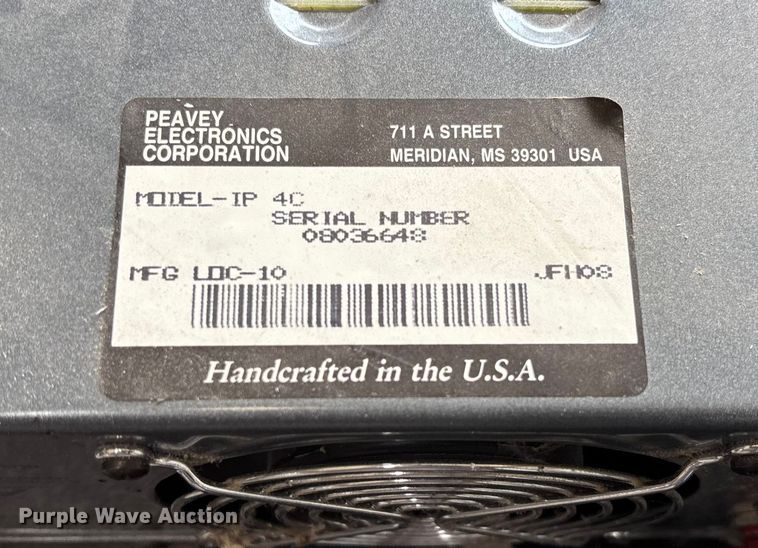 PEAVEY
ELECTRONICS
CORPORATION
711 A STREET
MERIDIAN, MS 39301 USA
MODEL-IP 4C
SERIAL NUMBER
08036648
MFG LOC-10
JFH08
Handcrafted in the U.S.A.
Purple Wave Auction